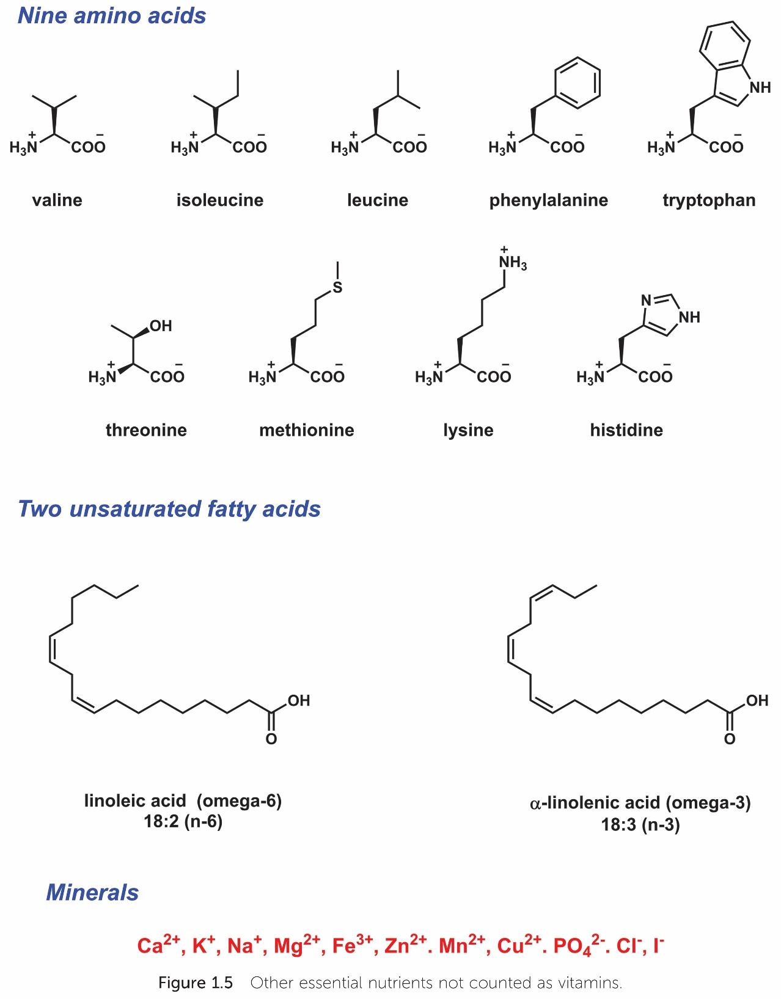 Nine amino acids
NH
H₃N⁺ COO⁻ H₃N⁺ COO⁻ H₃N⁺ COO⁻ H₃N⁺ COO⁻ H₃N⁺ COO⁻
valine isoleucine leucine phenylalanine tryptophan
⁺NH₃
S
N
NH
OH
H₃N⁺ COO⁻ H₃N⁺ COO⁻ H₃N⁺ COO⁻ H₃N⁺ COO⁻
threonine methionine lysine histidine
Two unsaturated fatty acids
OH OH
O O
linoleic acid (omega-6) α-linolenic acid (omega-3)
18:2 (n-6) 18:3 (n-3)
Minerals
Ca²⁺, K⁺, Na⁺, Mg²⁺, Fe³⁺, Zn²⁺. Mn²⁺, Cu²⁺. PO₄²⁻. Cl⁻, I⁻
Figure 1.5 Other essential nutrients not counted as vitamins.